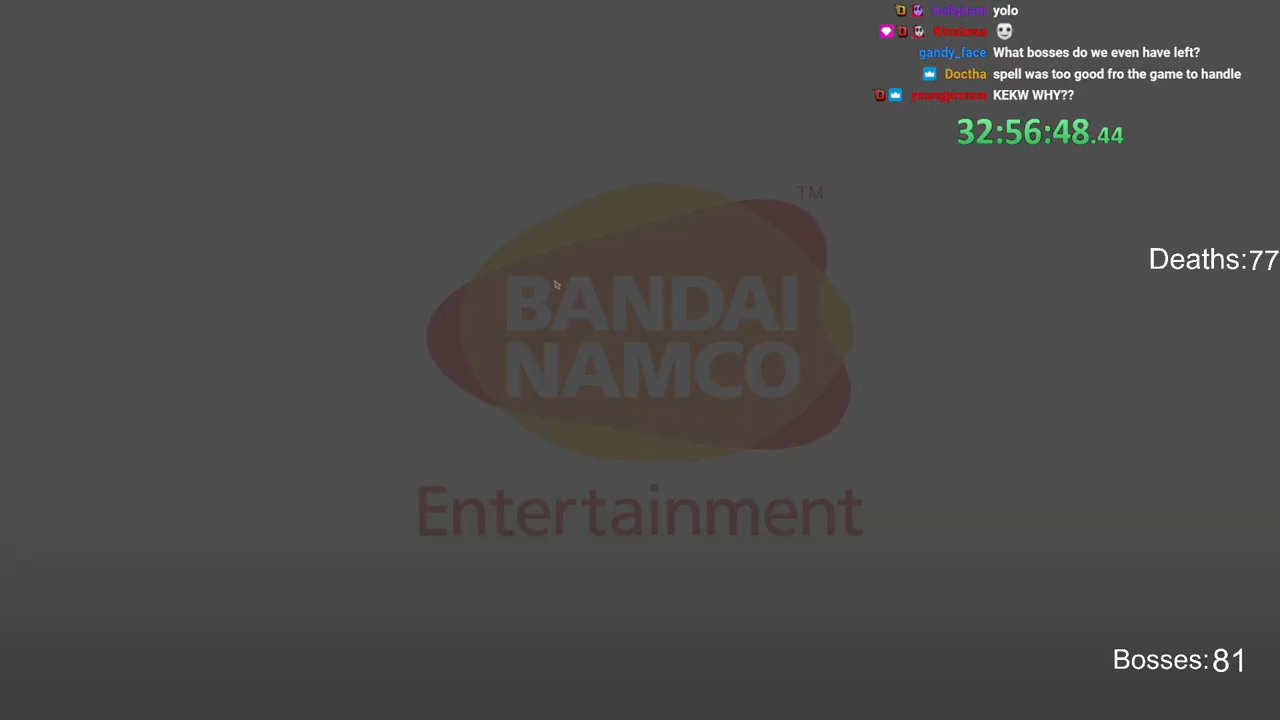 yolo
gandy_face What bosses do we even have left?
Doctha spell was too good fro the game to handle
KEKW WHY??
32:56:48.44
TM
BANDAI
NAMCO
Entertainment
Deaths:77
Bosses:81